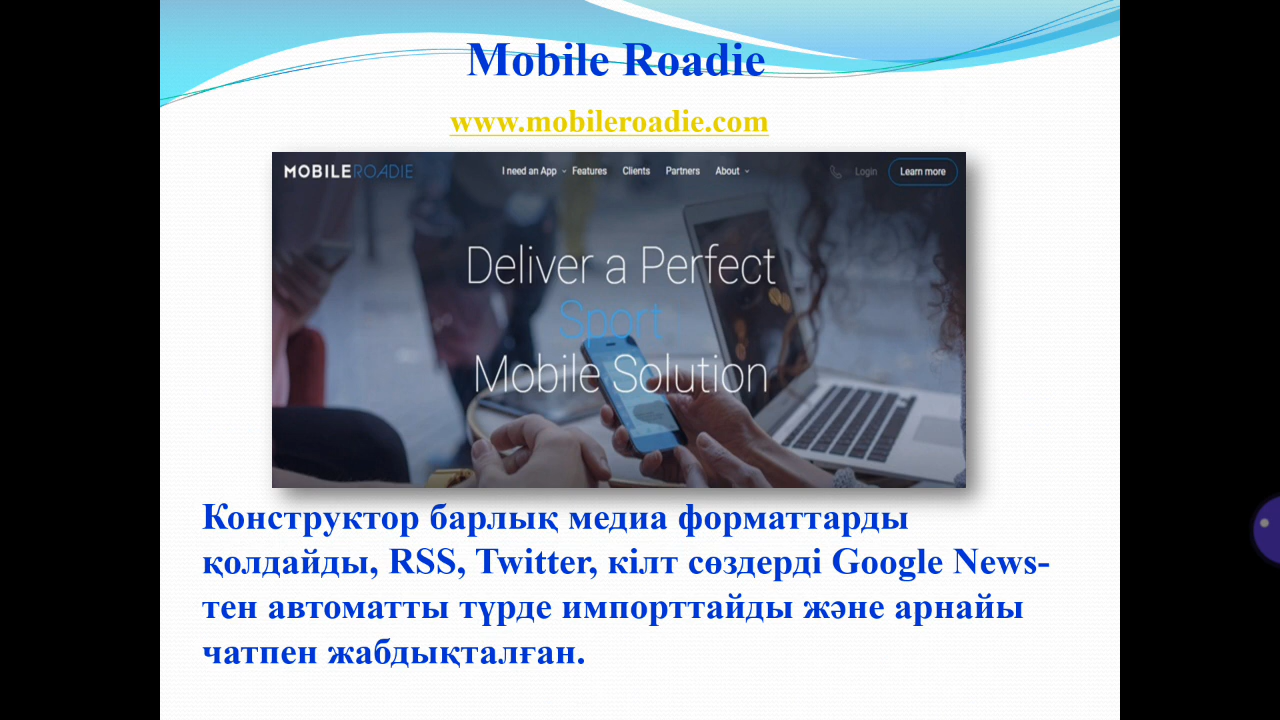 Mobile Roadie
www.mobileroadie.com
MOBILEROADIE I need an App Features Clients Partners About Login Learn more
Deliver a Perfect
Sport
Mobile Solution
Конструктор барлық медиа форматтарды
қолдайды, RSS, Twitter, кілт сөздерді Google News-
тен автоматты түрде импорттайды және арнайы
чатпен жабдықталған.